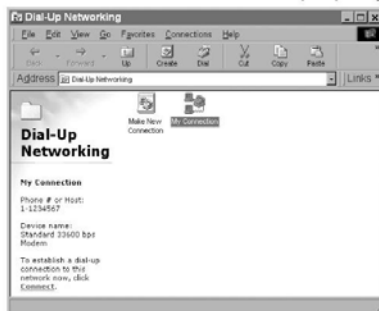 Dial-Up Networking
File Edit View Go Favorites Connections Help
Back Forward Up Create Dial Cut Copy Paste
Address Dial-Up Networking Links »
Make New Connection
My Connection
Dial-Up
Networking
My Connection
Phone # or Host:
1-1234567
Device name:
Standard 33600 bps
Modem
To establish a dial-up
connection to this
network now, click
Connect.